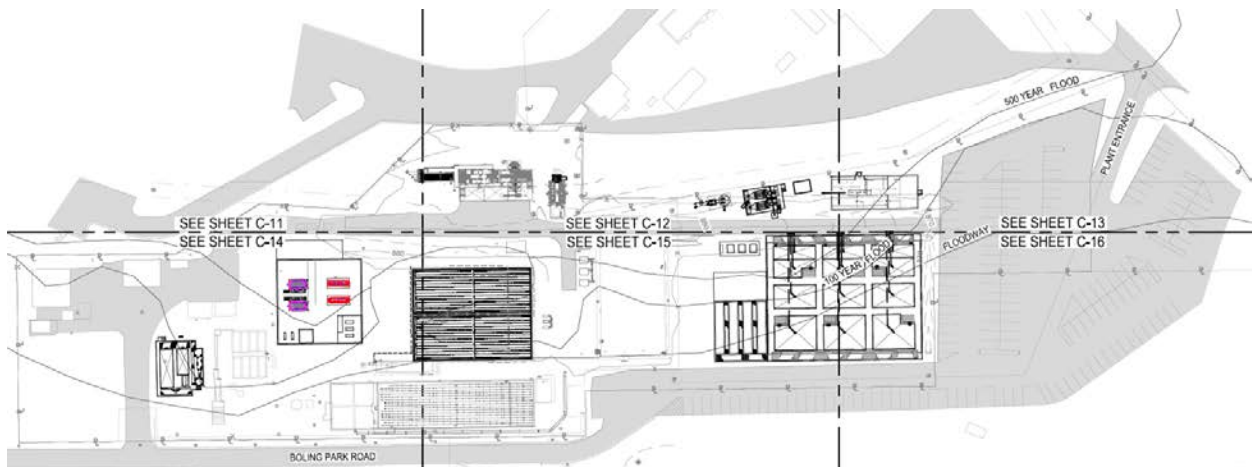 500 YEAR FLOOD
PLANT ENTRANCE
SEE SHEET C-11
SEE SHEET C-12
SEE SHEET C-13
SEE SHEET C-14
SEE SHEET C-15
SEE SHEET C-16
FLOODWAY
100 YEAR FLOOD
BOLING PARK ROAD